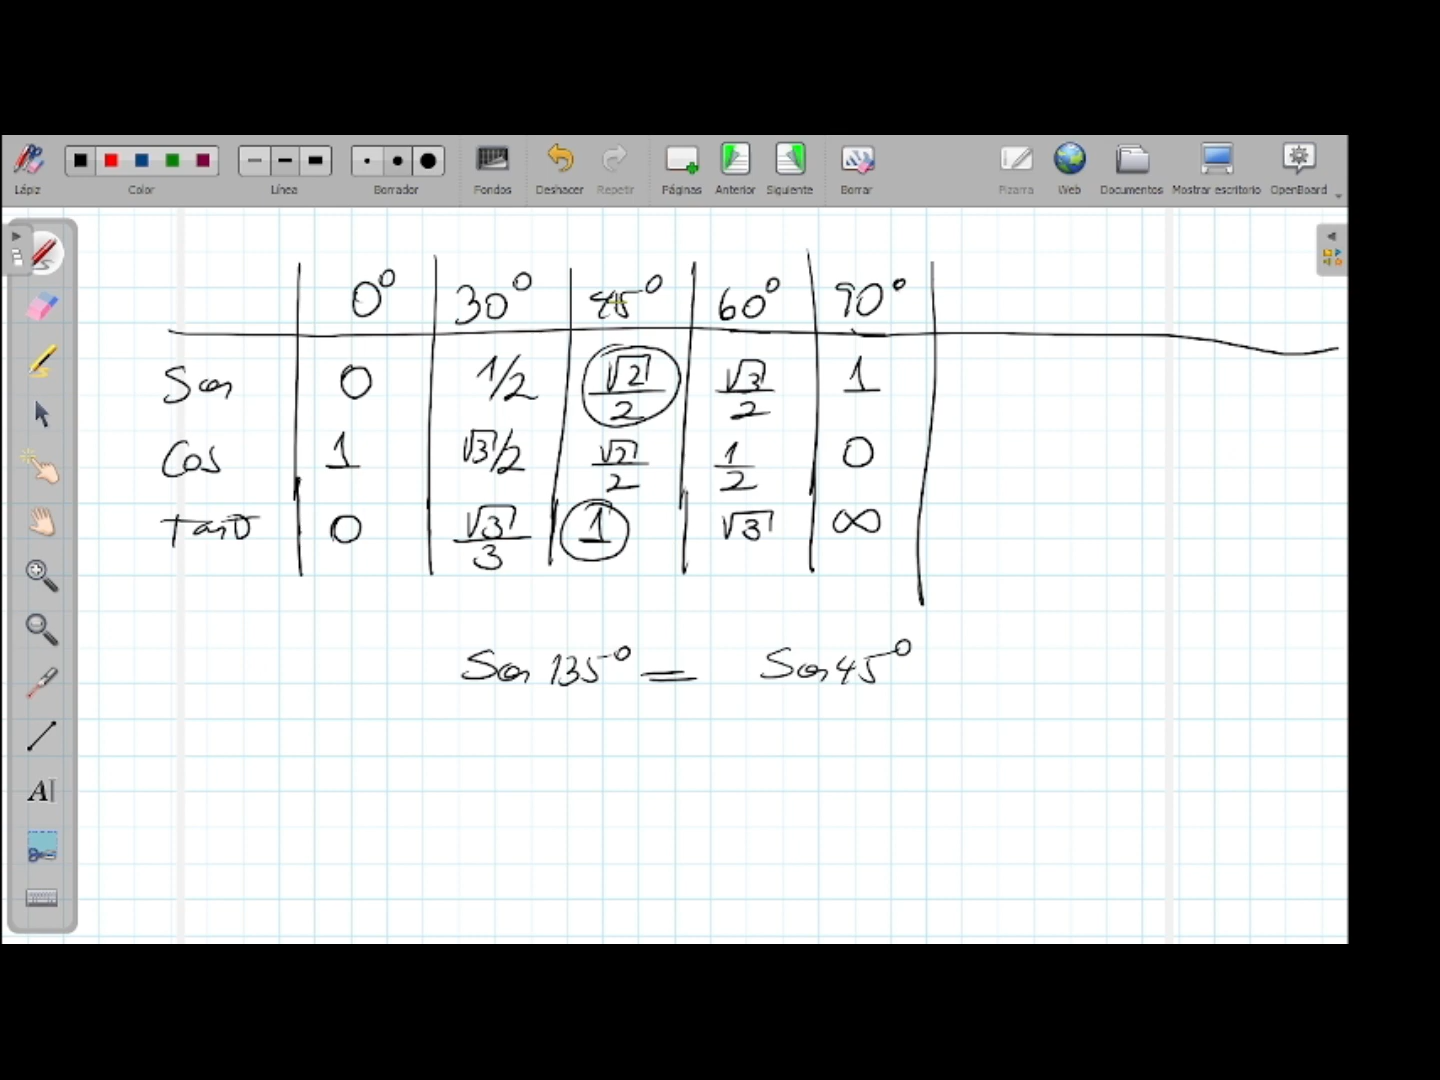 Lápiz Color Línea Borrador Fondos Deshacer Repetir Páginas Anterior Siguiente Borrar Pizarra Web Documentos Mostrar escritorio OpenBoard
0° 30° 45° 60° 90°
Sen 0 1/2 √2/2 √3/2 1
Cos 1 √3/2 √2/2 1/2 0
tan 0 √3/3 1 √3 ∞
Sen 135° = Sen 45°
AI